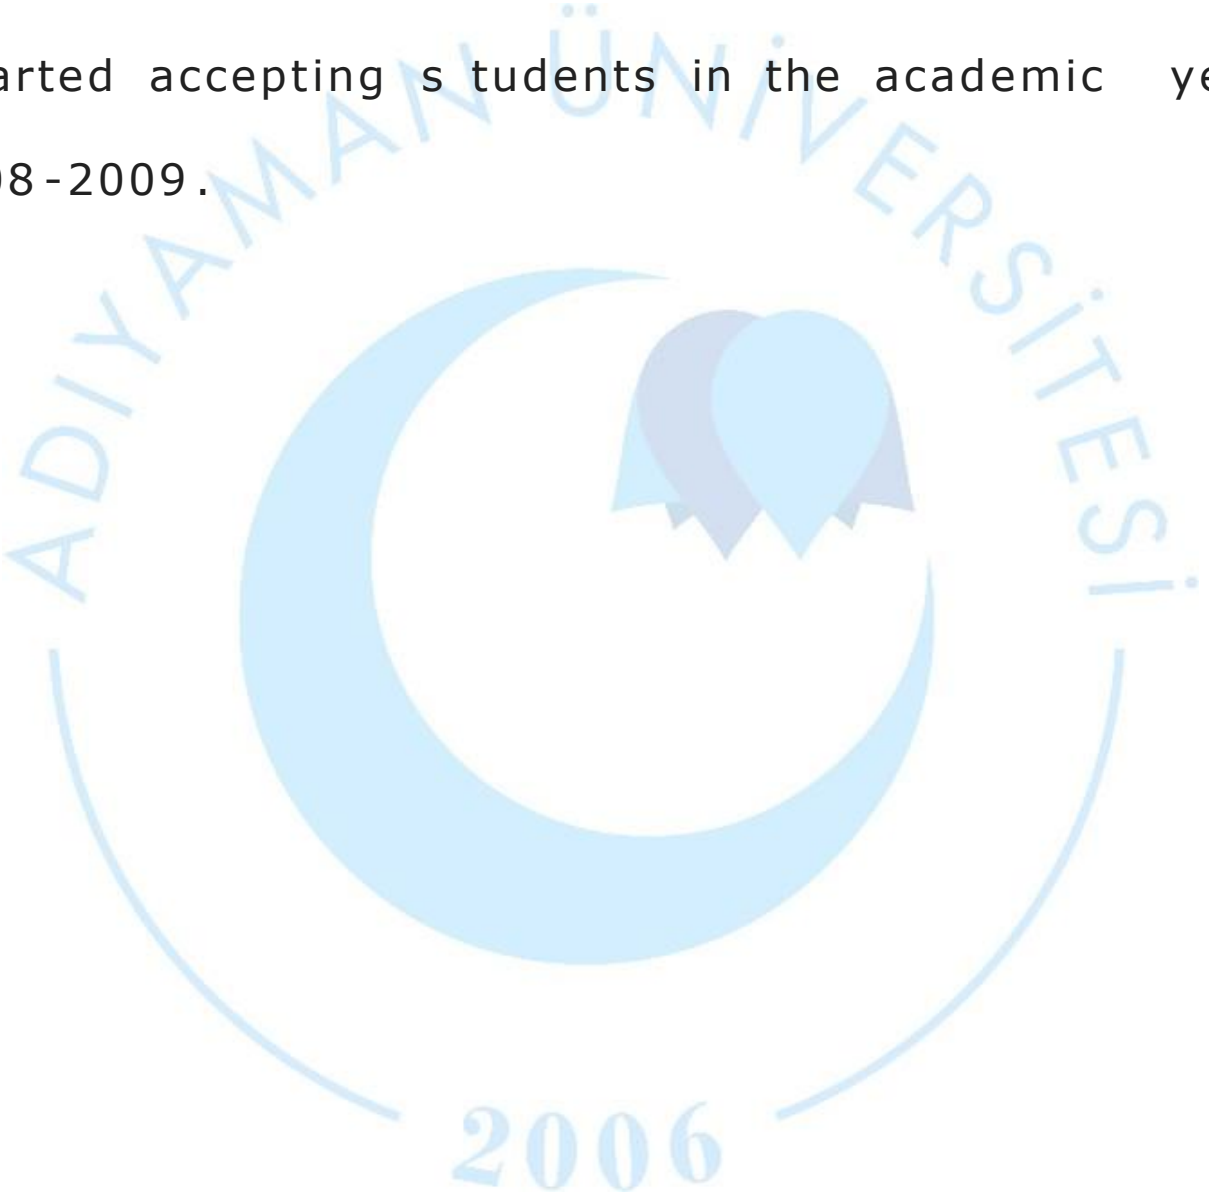 arted accepting s tudents in the academic ye
08-2009.
ADIYAMAN ÜNİVERSİTESİ
2006